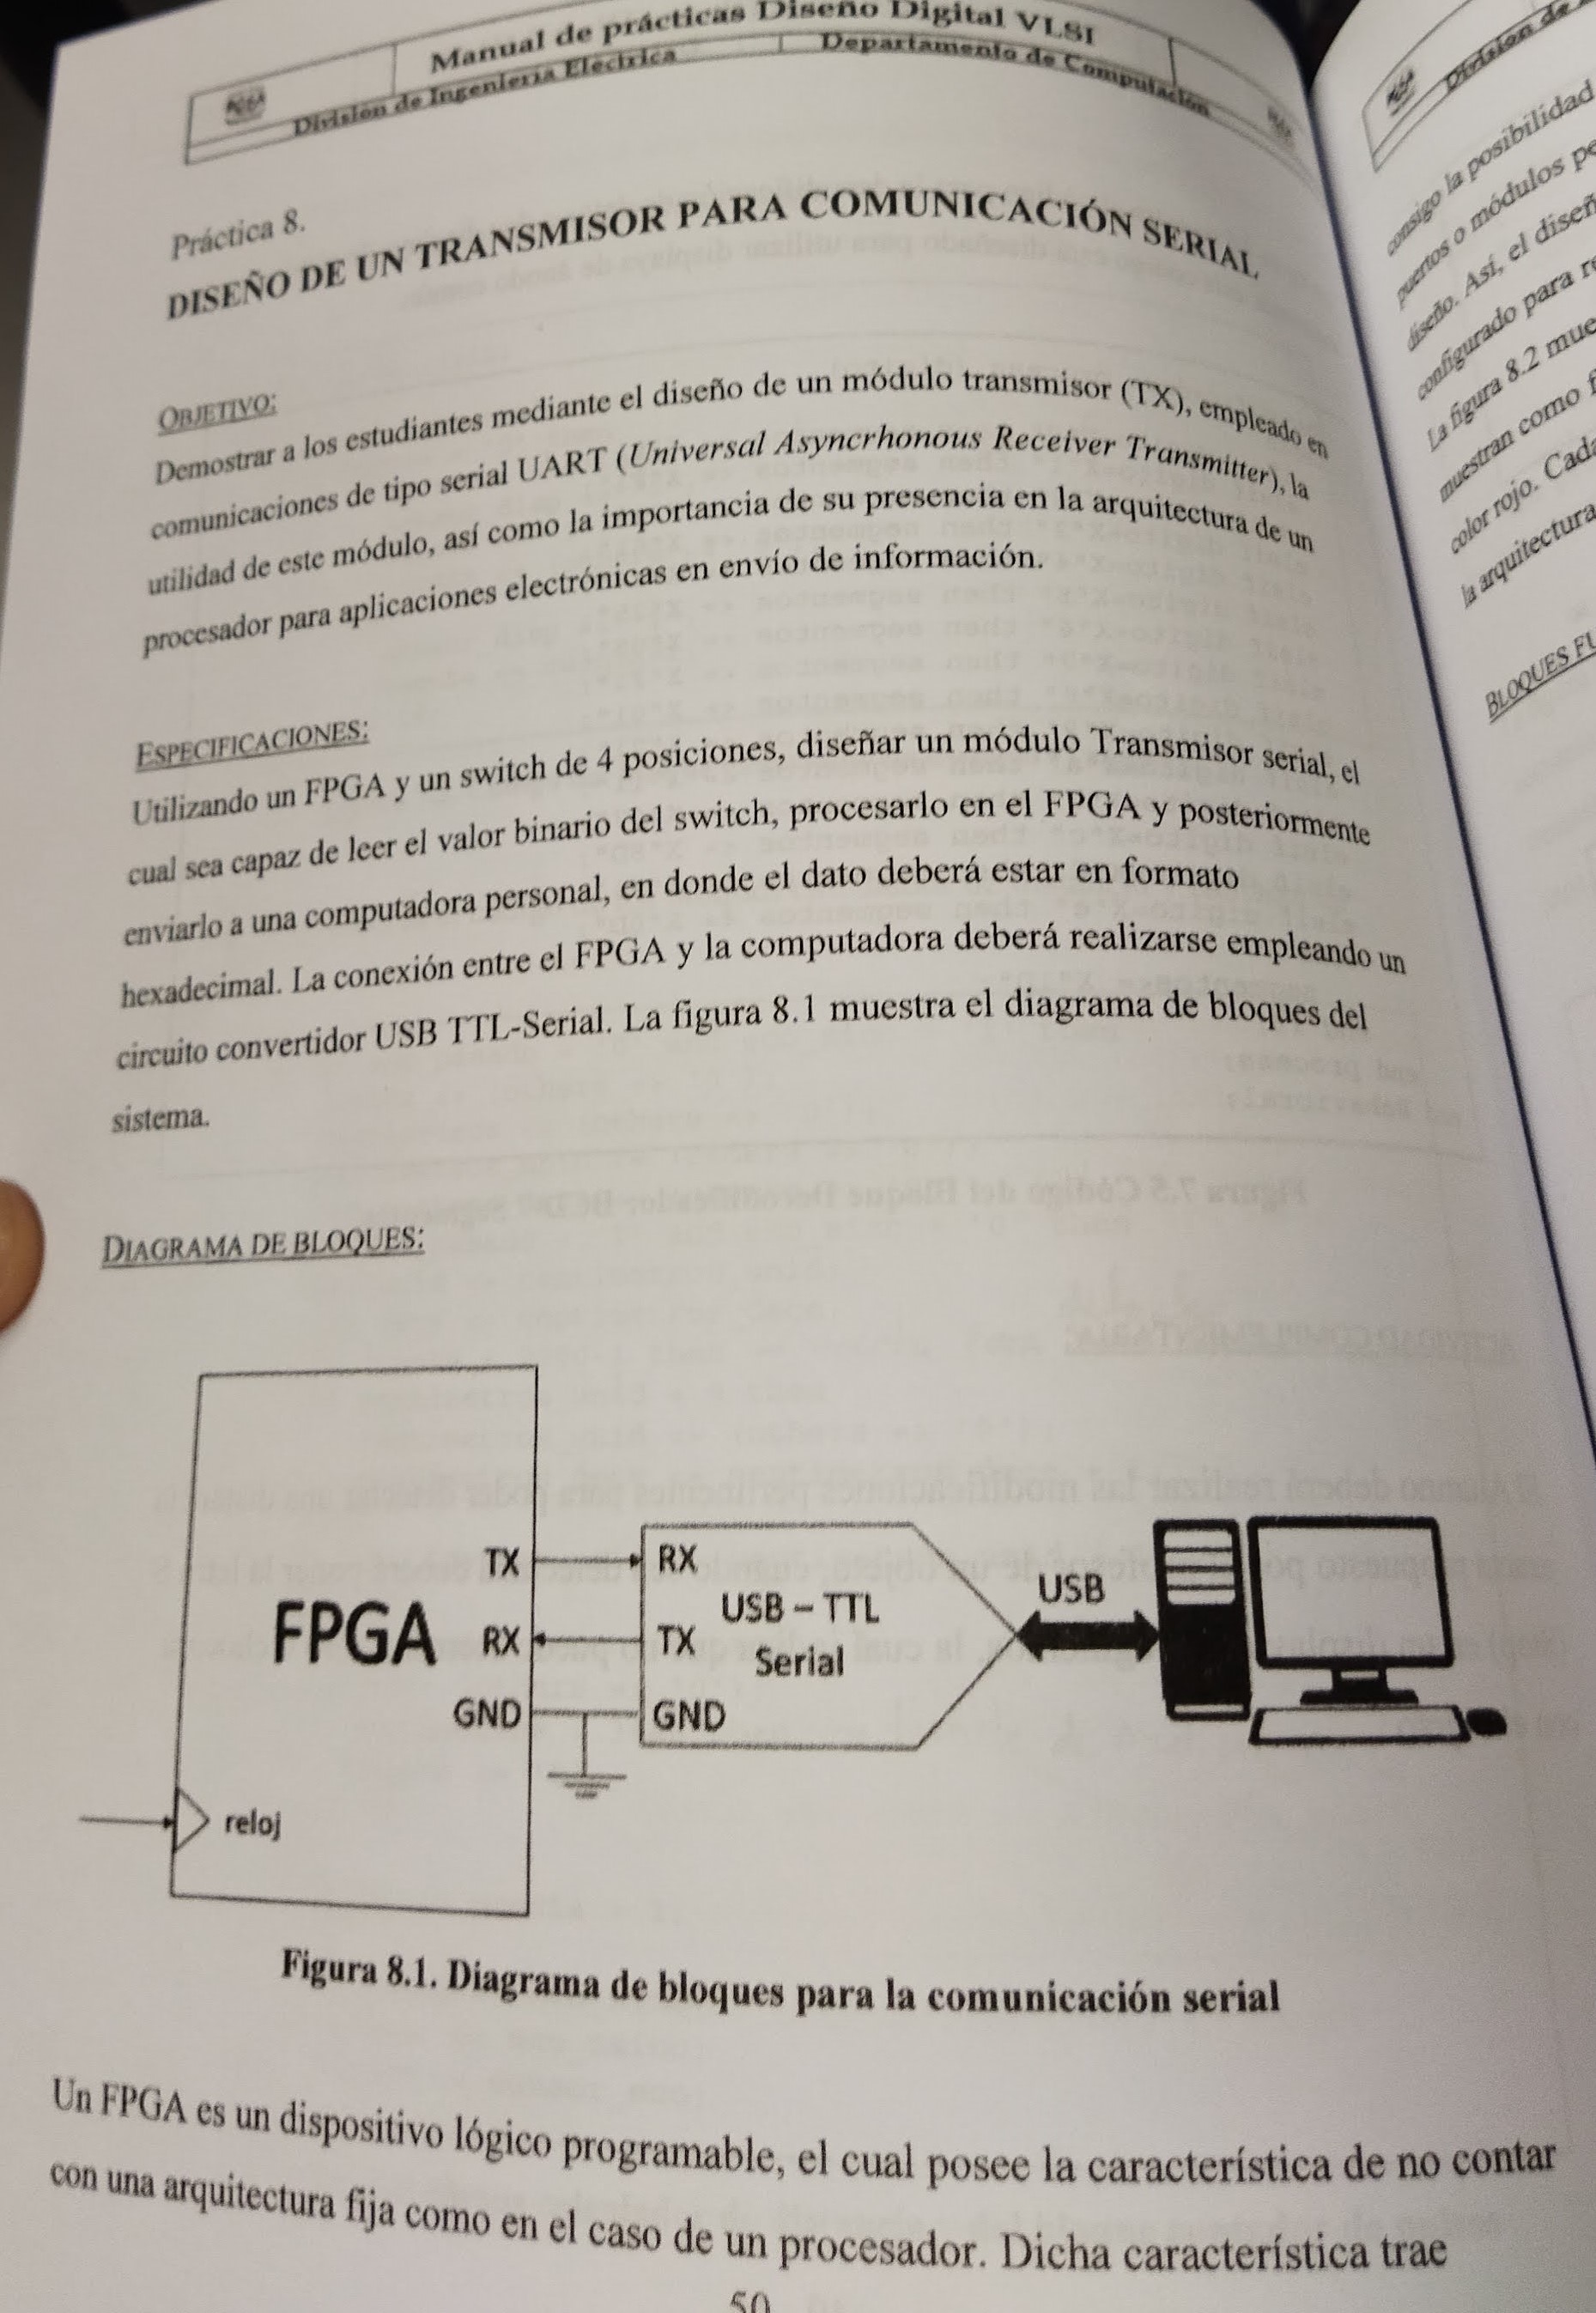 Manual de prácticas Diseño Digital VLSI
División de Ingeniería Eléctrica
Departamento de Computación
Práctica 8.
DISEÑO DE UN TRANSMISOR PARA COMUNICACIÓN SERIAL
OBJETIVO:
Demostrar a los estudiantes mediante el diseño de un módulo transmisor (TX), empleado en
comunicaciones de tipo serial UART (Universal Asyncrhonous Receiver Transmitter), la
utilidad de este módulo, así como la importancia de su presencia en la arquitectura de un
procesador para aplicaciones electrónicas en envío de información.
ESPECIFICACIONES:
Utilizando un FPGA y un switch de 4 posiciones, diseñar un módulo Transmisor serial, el
cual sea capaz de leer el valor binario del switch, procesarlo en el FPGA y posteriormente
enviarlo a una computadora personal, en donde el dato deberá estar en formato
hexadecimal. La conexión entre el FPGA y la computadora deberá realizarse empleando un
circuito convertidor USB TTL-Serial. La figura 8.1 muestra el diagrama de bloques del
sistema.
DIAGRAMA DE BLOQUES:
FPGA
TX
RX
GND
reloj
RX
TX
GND
USB – TTL
Serial
USB
Figura 8.1. Diagrama de bloques para la comunicación serial
Un FPGA es un dispositivo lógico programable, el cual posee la característica de no contar
con una arquitectura fija como en el caso de un procesador. Dicha característica trae
50
División de
consigo la posibilidad
puertos o módulos
diseño. Así, el
configurado para
La figura 8.2
muestran como
color rojo.
la arquitectura
BLOQUES